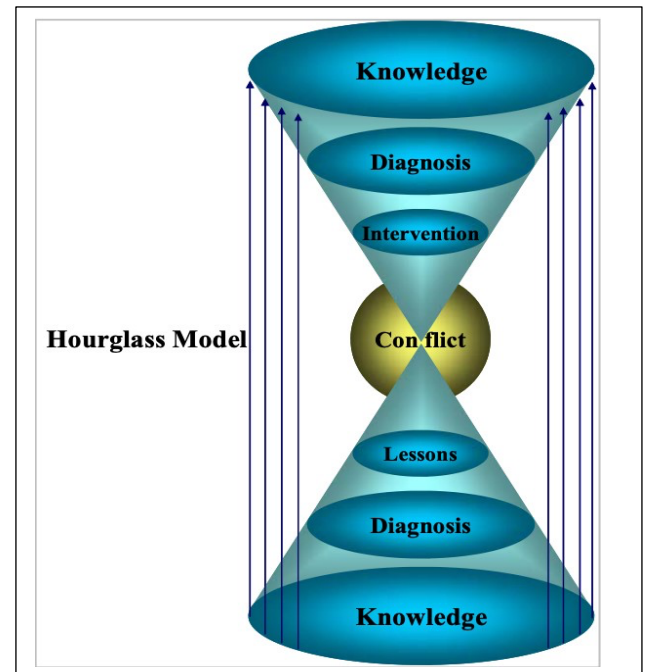 Knowledge
Diagnosis
Intervention
Hourglass Model
Conflict
Lessons
Diagnosis
Knowledge